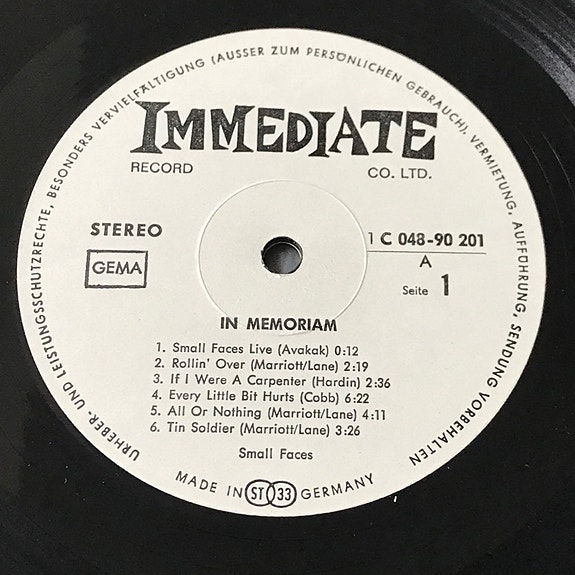 URHEBER- UND LEISTUNGSSCHUTZRECHTE, BESONDERS VERVIELFÄLTIGUNG (AUSSER ZUM PERSÖNLICHEN GEBRAUCH), VERMIETUNG, AUFFÜHRUNG, SENDUNG VORBEHALTEN
IMMEDIATE
RECORD CO. LTD.
STEREO
GEMA
1 C 048-90 201
A
Seite 1
IN MEMORIAM
1. Small Faces Live (Avakak) 0:12
2. Rollin' Over (Marriott/Lane) 2:19
3. If I Were A Carpenter (Hardin) 2:36
4. Every Little Bit Hurts (Cobb) 6:22
5. All Or Nothing (Marriott/Lane) 4:11
6. Tin Soldier (Marriott/Lane) 3:26
Small Faces
MADE IN ST 33 GERMANY